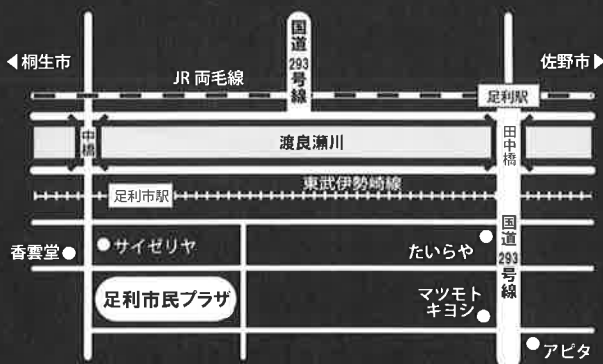 国道293号線
◀桐生市
佐野市▶
JR 両毛線
足利駅
中橋
渡良瀬川
田中橋
東武伊勢崎線
足利市駅
国道293号線
香雲堂
サイゼリヤ
たいらや
足利市民プラザ
マツモト
キヨシ
アピタ